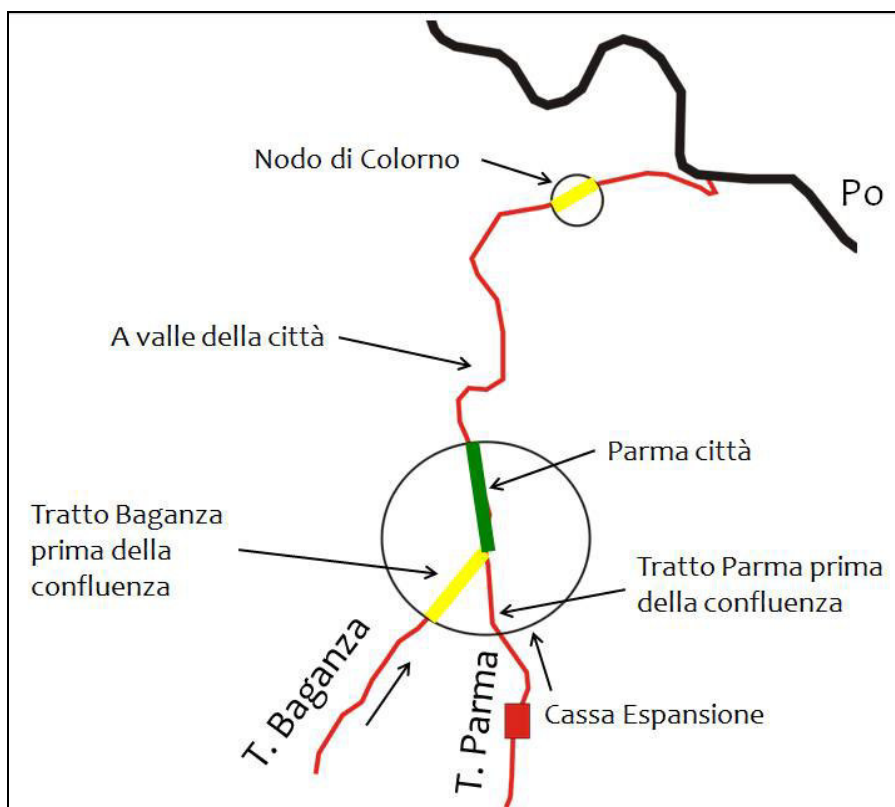 Nodo di Colorno
Po
A valle della città
Parma città
Tratto Baganza
prima della
confluenza
Tratto Parma prima
della confluenza
T. Baganza
T. Parma
Cassa Espansione